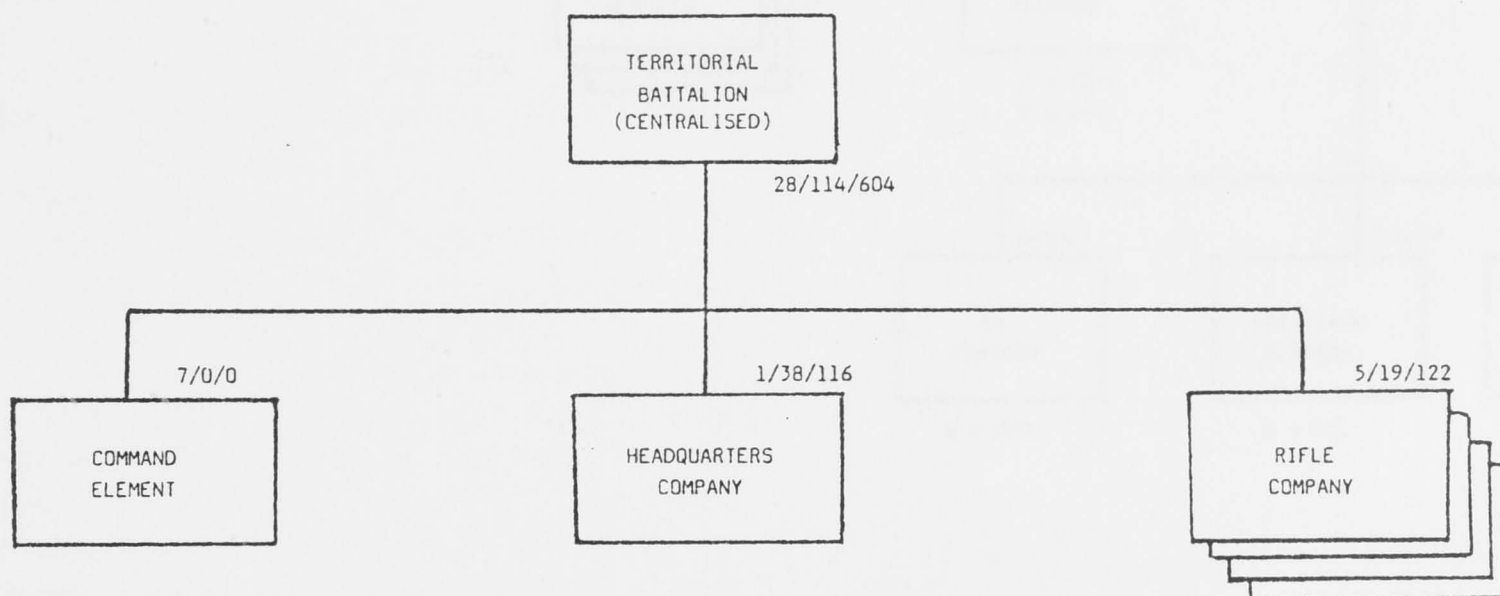 TERRITORIAL
BATTALION
(CENTRALISED)
28/114/604
7/0/0
COMMAND
ELEMENT
1/38/116
HEADQUARTERS
COMPANY
5/19/122
RIFLE
COMPANY